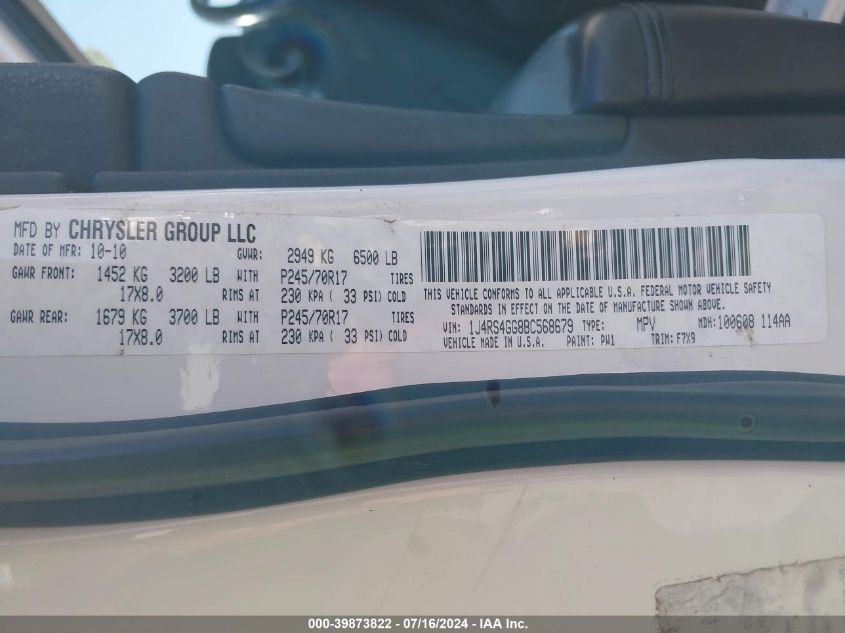 MFD BY CHRYSLER GROUP LLC
DATE OF MFR: 10-10 GVWR: 2949 KG 6500 LB
GAWR FRONT: 1452 KG 3200 LB WITH P245/70R17 TIRES
17X8.0 RIMS AT 230 KPA ( 33 PSI) COLD
GAWR REAR: 1679 KG 3700 LB WITH P245/70R17 TIRES
17X8.0 RIMS AT 230 KPA ( 33 PSI) COLD
THIS VEHICLE CONFORMS TO ALL APPLICABLE U.S.A. FEDERAL MOTOR VEHICLE SAFETY
STANDARDS IN EFFECT ON THE DATE OF MANUFACTURE SHOWN ABOVE.
VIN: 1J4RS4GG8BC568679 TYPE: MPV MDH: 100608 114AA
VEHICLE MADE IN U.S.A. PAINT: PW1 TRIM: F7X9
000-39873822 - 07/16/2024 - IAA Inc.